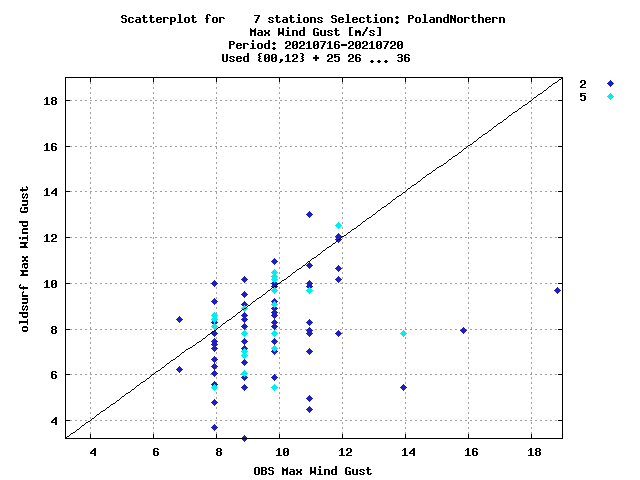 Scatterplot for 7 stations Selection: PolandNorthern
Max Wind Gust [m/s]
Period: 20210716-20210720
Used {00,12} + 25 26 ... 36
2
5
oldsurf Max Wind Gust
18
16
14
12
10
8
6
4
4 6 8 10 12 14 16 18
OBS Max Wind Gust